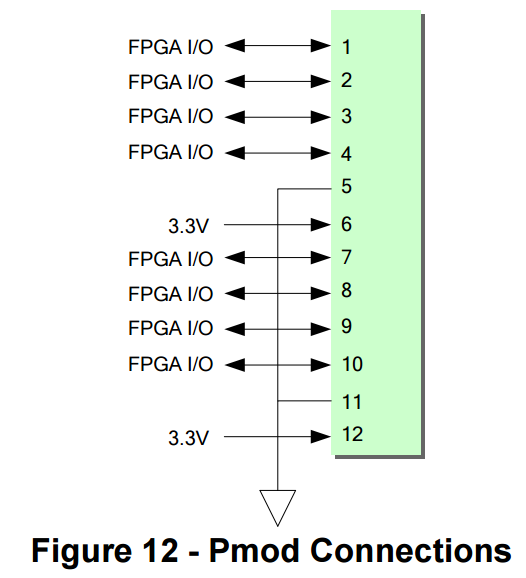 FPGA I/O 1
FPGA I/O 2
FPGA I/O 3
FPGA I/O 4
5
3.3V 6
FPGA I/O 7
FPGA I/O 8
FPGA I/O 9
FPGA I/O 10
11
3.3V 12
Figure 12 - Pmod Connections